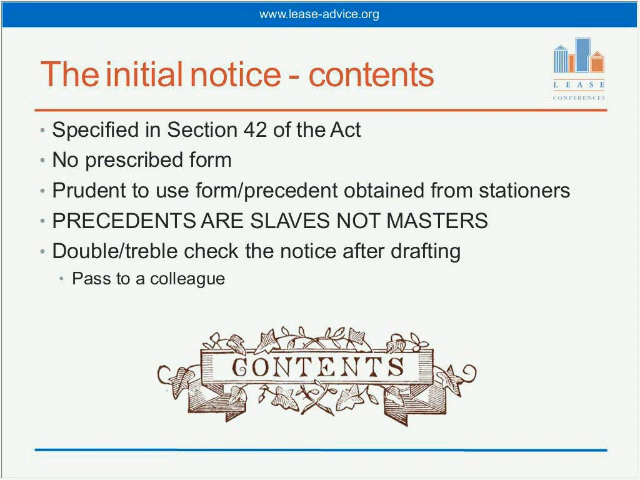 www.lease-advice.org
The initial notice - contents
LEASE
CONFERENCES
• Specified in Section 42 of the Act
• No prescribed form
• Prudent to use form/precedent obtained from stationers
• PRECEDENTS ARE SLAVES NOT MASTERS
• Double/treble check the notice after drafting
• Pass to a colleague
CONTENTS